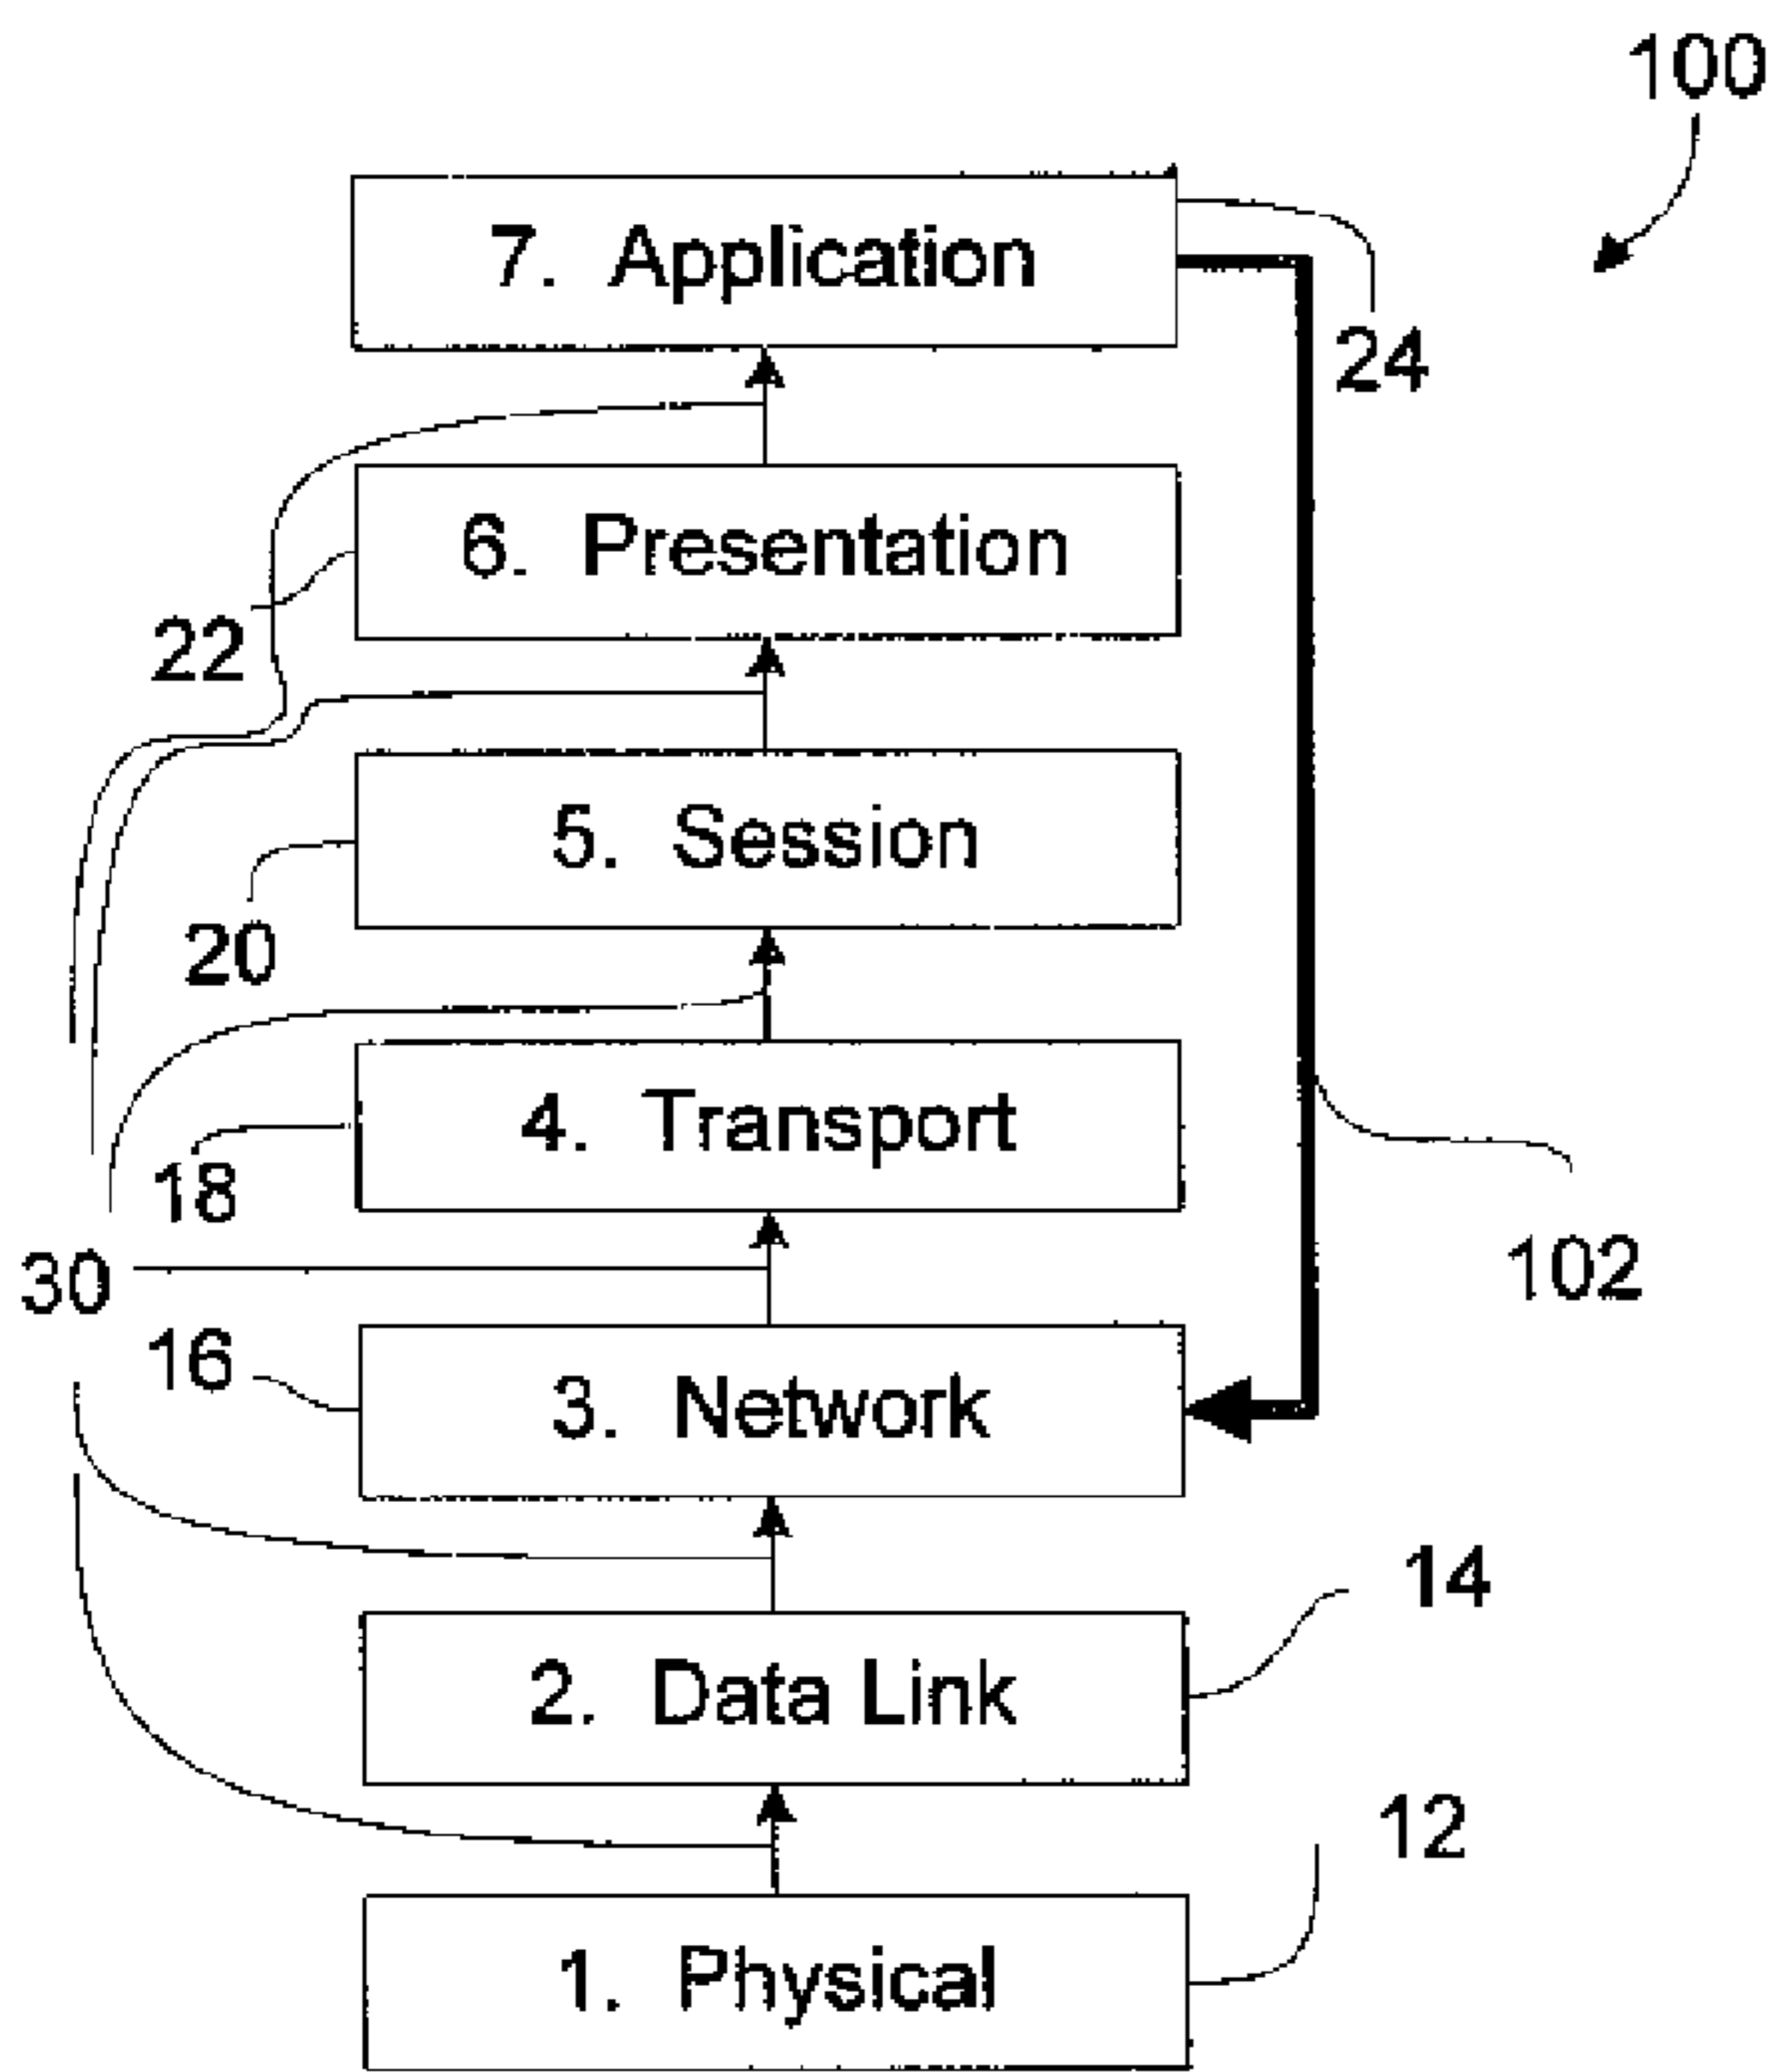 100
7. Application
24
6. Presentation
22
5. Session
20
4. Transport
18
102
30
16
3. Network
14
2. Data Link
12
1. Physical